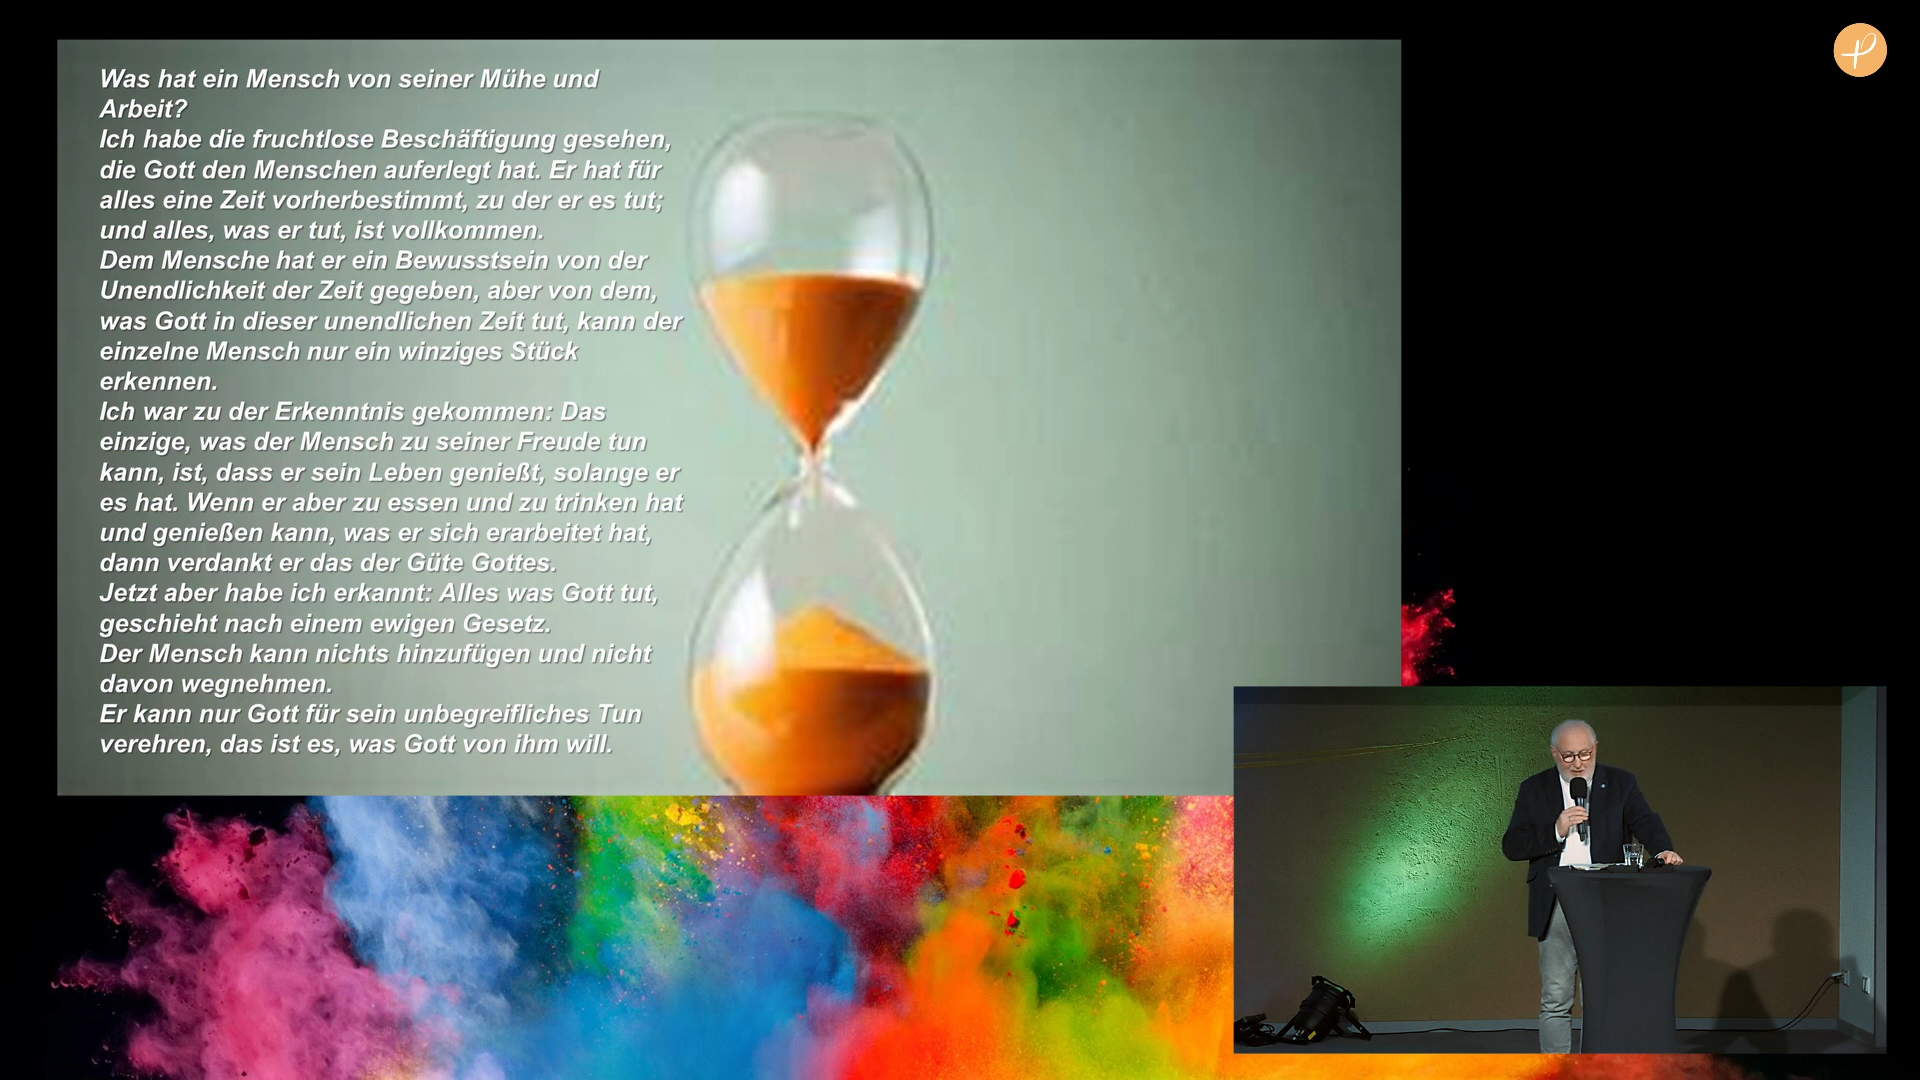 Was hat ein Mensch von seiner Mühe und
Arbeit?
Ich habe die fruchtlose Beschäftigung gesehen,
die Gott den Menschen auferlegt hat. Er hat für
alles eine Zeit vorherbestimmt, zu der er es tut;
und alles, was er tut, ist vollkommen.
Dem Mensche hat er ein Bewusstsein von der
Unendlichkeit der Zeit gegeben, aber von dem,
was Gott in dieser unendlichen Zeit tut, kann der
einzelne Mensch nur ein winziges Stück
erkennen.
Ich war zu der Erkenntnis gekommen: Das
einzige, was der Mensch zu seiner Freude tun
kann, ist, dass er sein Leben genießt, solange er
es hat. Wenn er aber zu essen und zu trinken hat
und genießen kann, was er sich erarbeitet hat,
dann verdankt er das der Güte Gottes.
Jetzt aber habe ich erkannt: Alles was Gott tut,
geschieht nach einem ewigen Gesetz.
Der Mensch kann nichts hinzufügen und nicht
davon wegnehmen.
Er kann nur Gott für sein unbegreifliches Tun
verehren, das ist es, was Gott von ihm will.